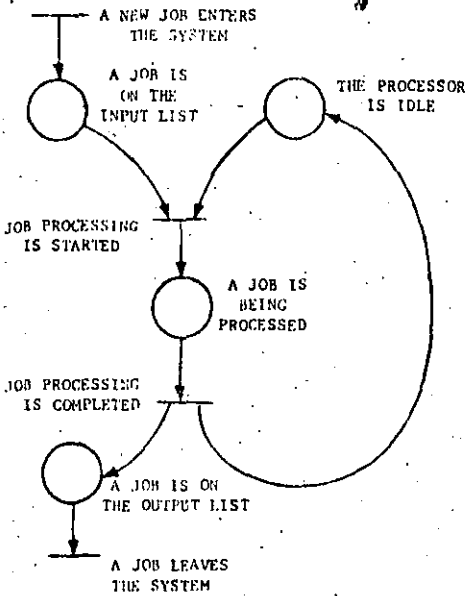 A NEW JOB ENTERS
THE SYSTEM
A JOB IS
ON THE
INPUT LIST
THE PROCESSOR
IS IDLE
JOB PROCESSING
IS STARTED
A JOB IS
BEING
PROCESSED
JOB PROCESSING
IS COMPLETED
A JOB IS ON
THE OUTPUT LIST
A JOB LEAVES
THE SYSTEM